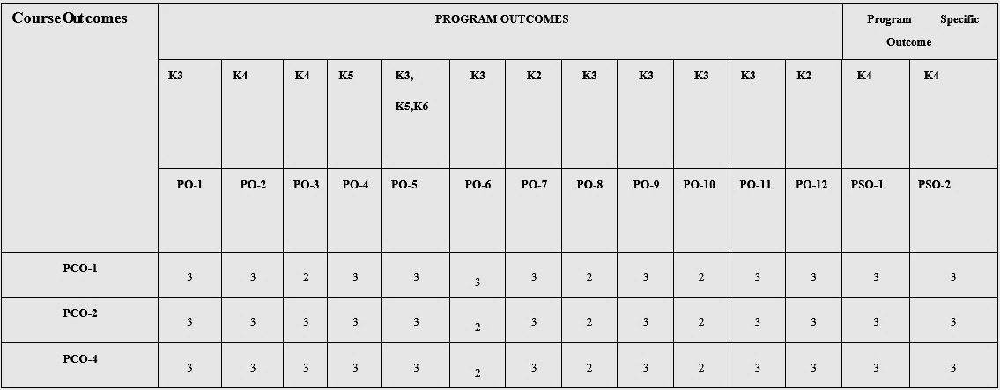 Course Outcomes PROGRAM OUTCOMES Program Specific
Outcome
K3 K4 K4 K5 K3, K3 K2 K3 K3 K3 K3 K2 K4 K4
K5,K6
PO-1 PO-2 PO-3 PO-4 PO-5 PO-6 PO-7 PO-8 PO-9 PO-10 PO-11 PO-12 PSO-1 PSO-2
PCO-1 3 3 2 3 3 3 3 2 3 2 3 3 3 3
PCO-2 3 3 3 3 3 2 3 2 3 2 3 3 3 3
PCO-4 3 3 3 3 3 2 3 2 3 2 3 3 3 3